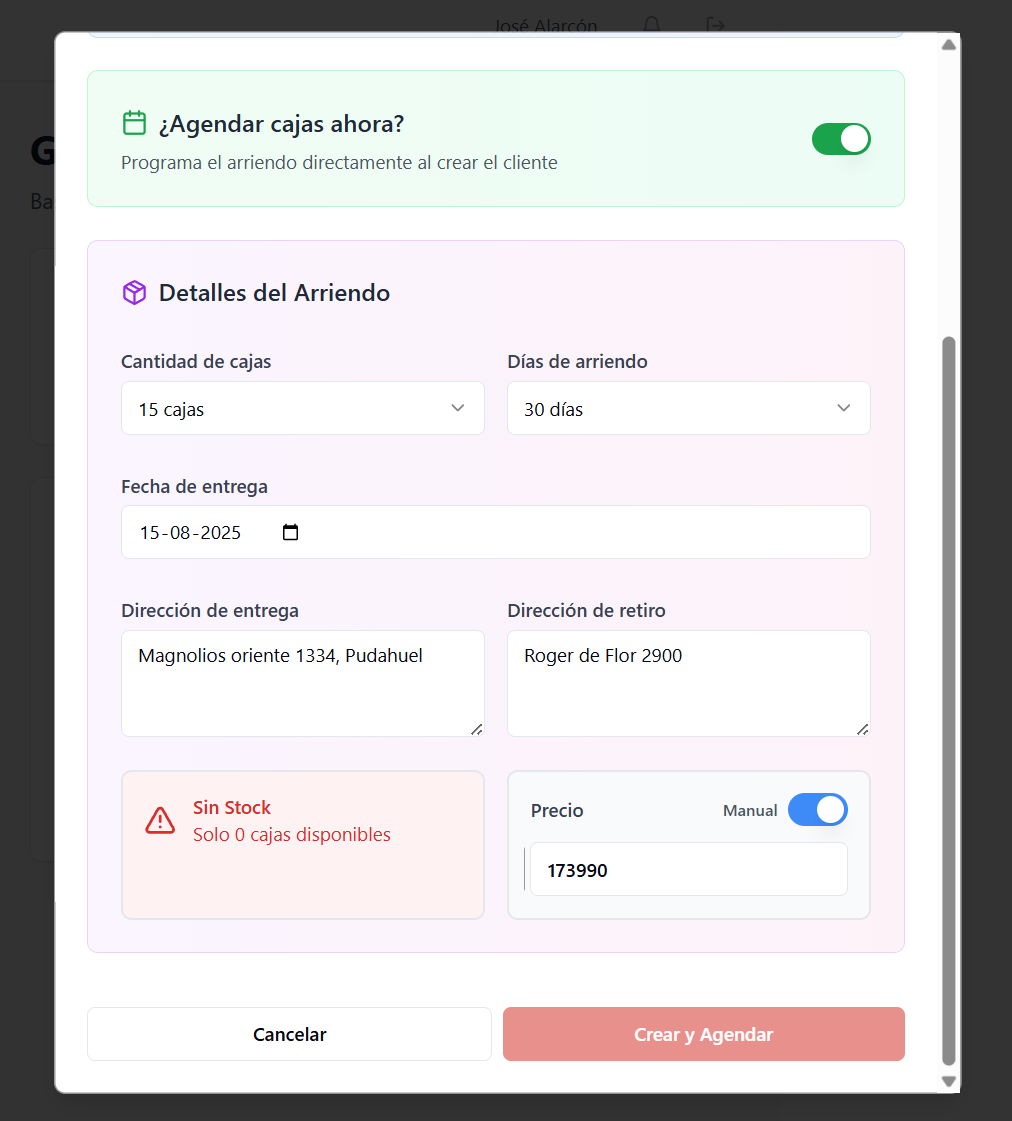 José Alarcón
G
Ba
¿Agendar cajas ahora?
Programa el arriendo directamente al crear el cliente
Detalles del Arriendo
Cantidad de cajas
Días de arriendo
15 cajas
30 días
Fecha de entrega
15-08-2025
Dirección de entrega
Dirección de retiro
Magnolios oriente 1334, Pudahuel
Roger de Flor 2900
Sin Stock
Solo 0 cajas disponibles
Precio
Manual
173990
Cancelar
Crear y Agendar